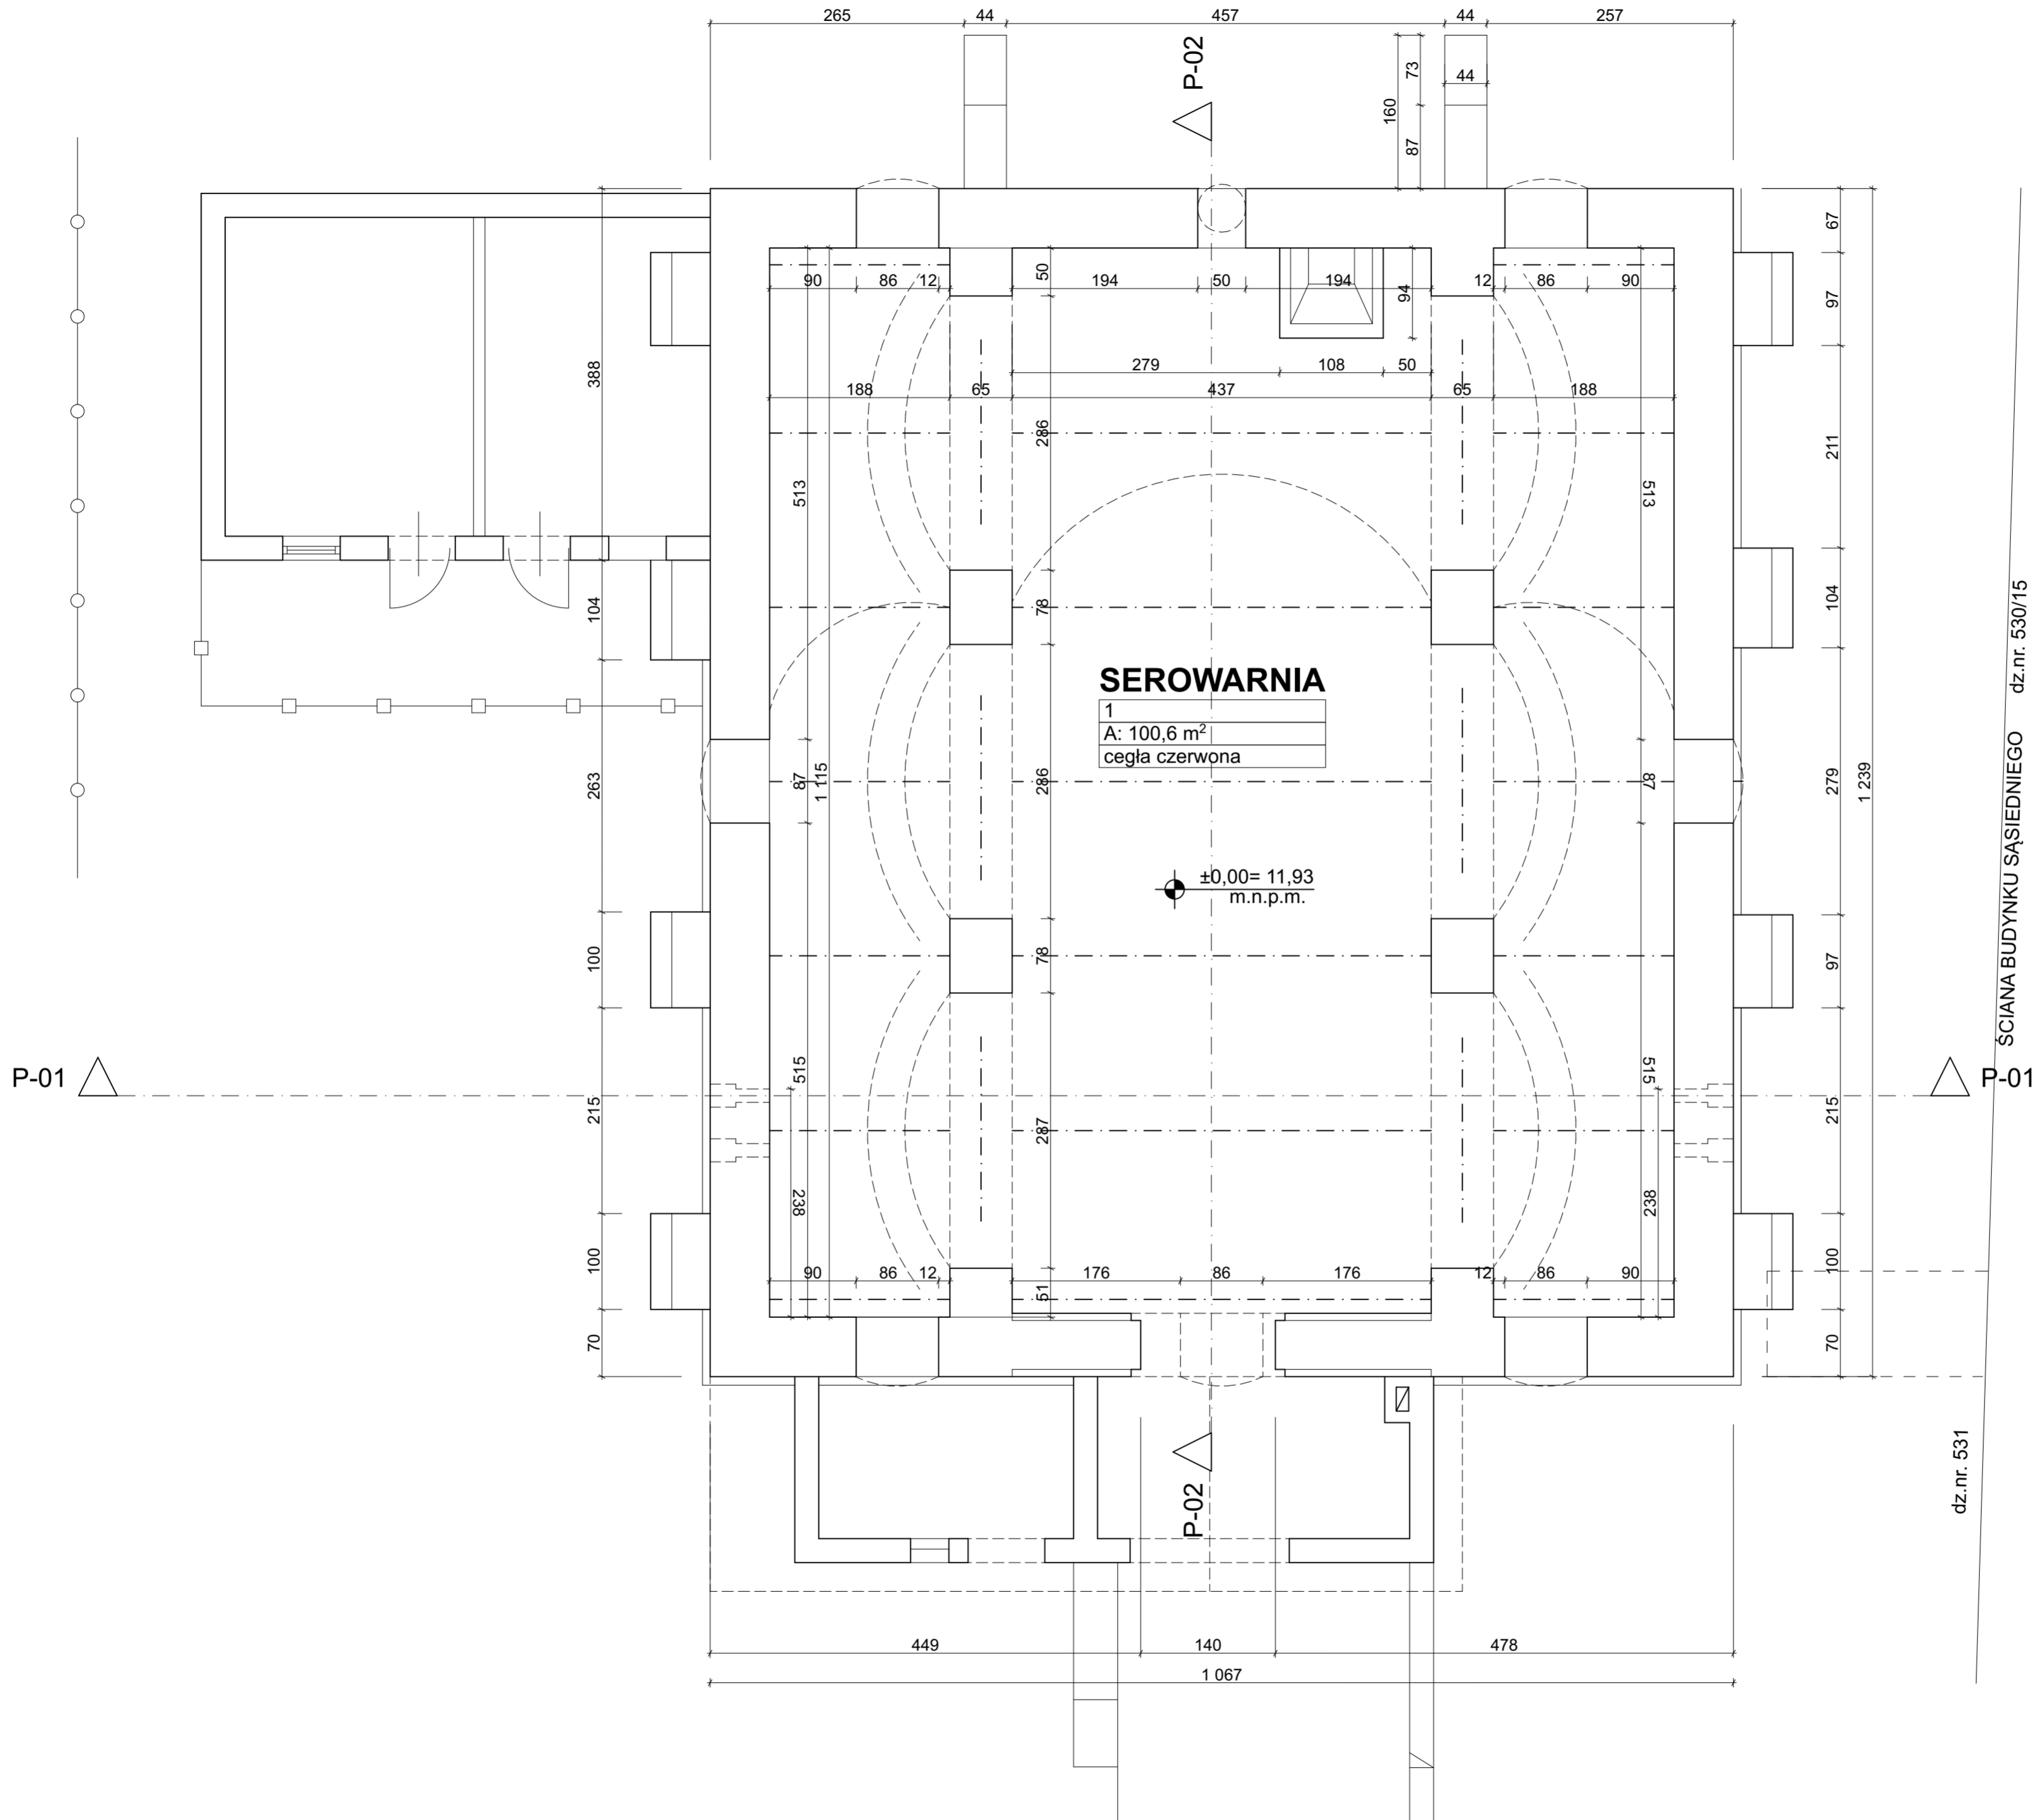 265 44 457 44 257
P-02
73
44
160
87
67
50
90 86 12 194 50 194 12 86 90
94
97
388
279 108 50
188 65 437 65 188
286
211
513
513
104
78
104
dz.nr. 530/15
SEROWARNIA
1
A: 100,6 m²
cegła czerwona
263
87
1 115
286
87
279
1 239
ŚCIANA BUDYNKU SĄSIEDNIEGO
±0,00= 11,93
m.n.p.m.
100
78
97
P-01
P-01
515
515
215
287
215
238
238
100
90 86 12 176 86 176 12 86 90
51
100
70
70
dz.nr. 531
P-02
449 140 478
1 067